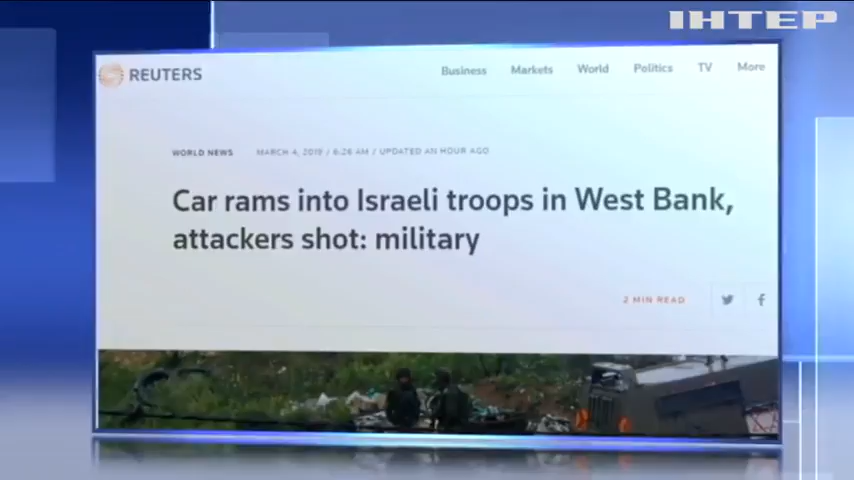 ІНТЕР
REUTERS
Business Markets World Politics TV More
WORLD NEWS MARCH 4, 2019 / 6:26 AM / UPDATED AN HOUR AGO
Car rams into Israeli troops in West Bank,
attackers shot: military
2 MIN READ